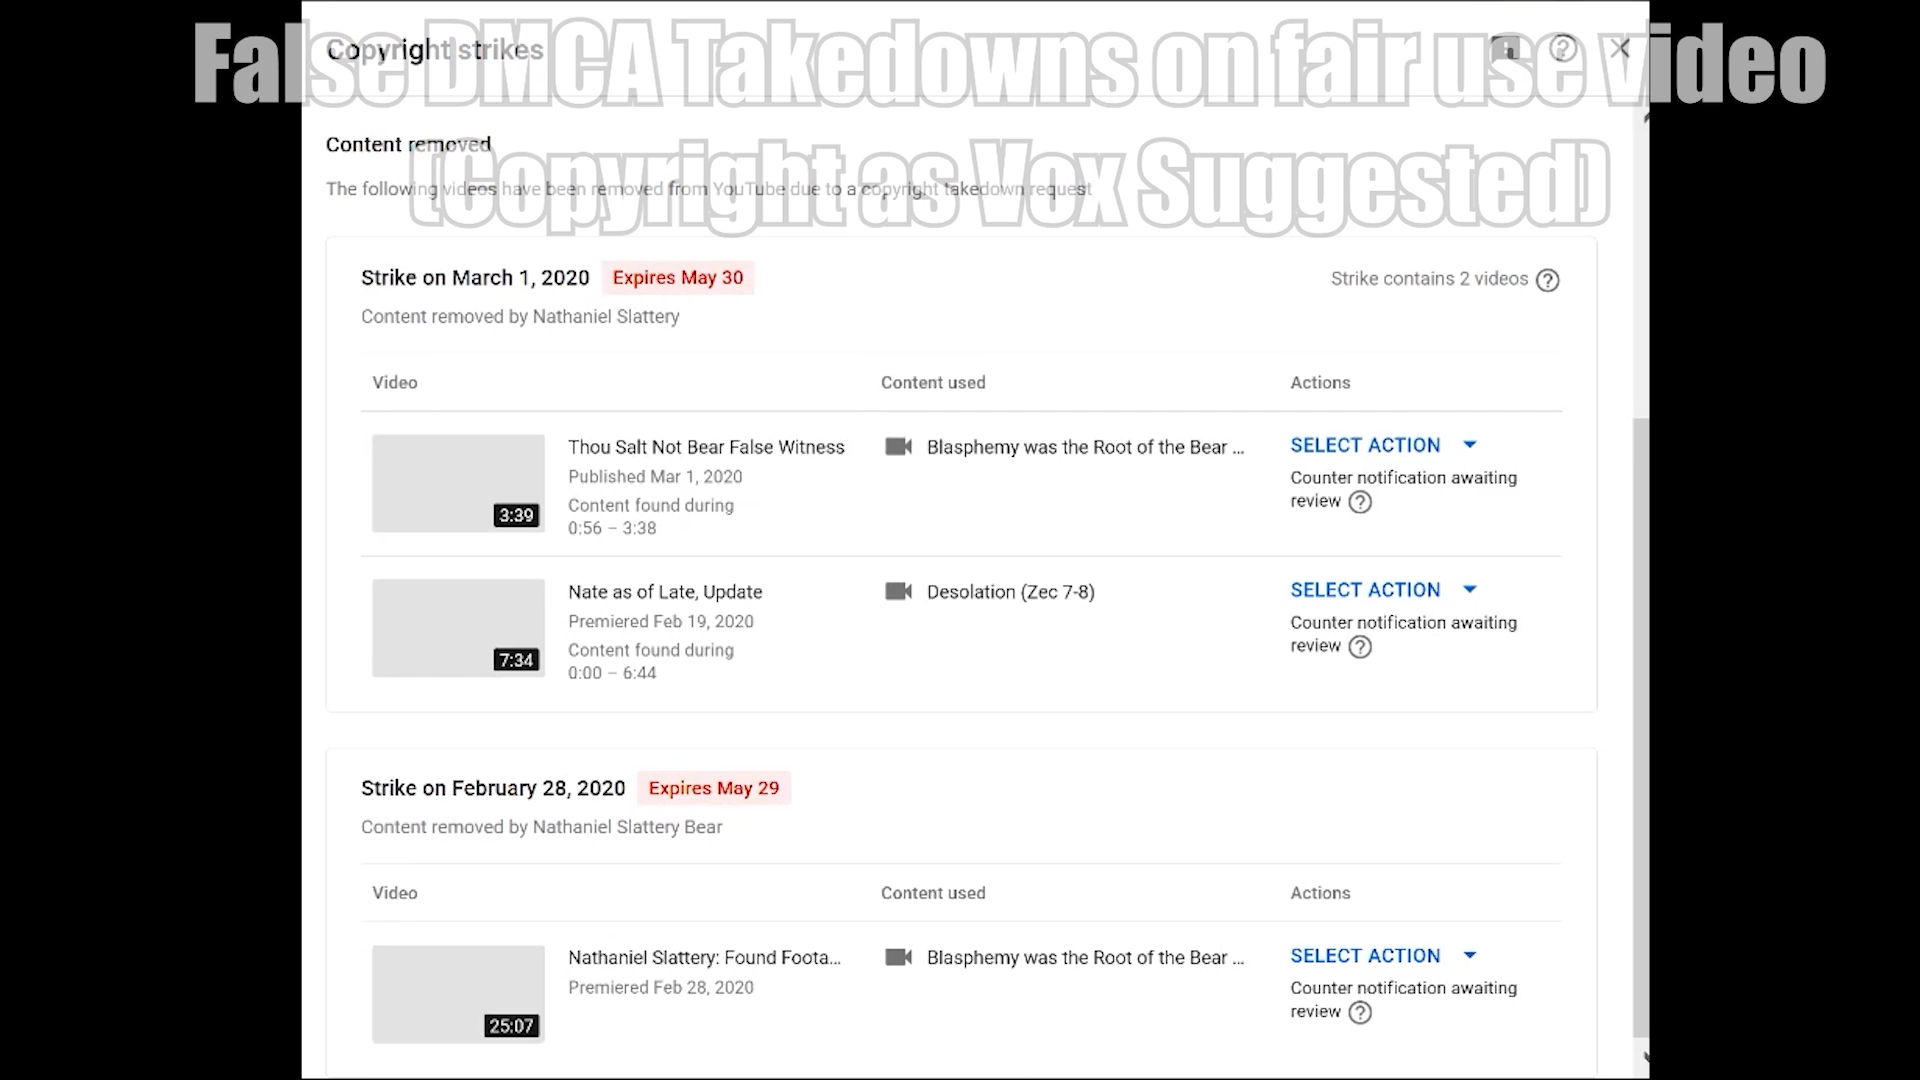 False DMCA Takedowns on fair use video
(Copyright as Vox Suggested)
Copyright strikes
Content removed
The following videos have been removed from YouTube due to a copyright takedown request
Strike on March 1, 2020 Expires May 30 Strike contains 2 videos
Content removed by Nathaniel Slattery
Video Content used Actions
Thou Salt Not Bear False Witness Blasphemy was the Root of the Bear ... SELECT ACTION
Published Mar 1, 2020 Counter notification awaiting
Content found during review
3:39 0:56 – 3:38
Nate as of Late, Update Desolation (Zec 7-8) SELECT ACTION
Premiered Feb 19, 2020 Counter notification awaiting
Content found during review
7:34 0:00 – 6:44
Strike on February 28, 2020 Expires May 29
Content removed by Nathaniel Slattery Bear
Video Content used Actions
Nathaniel Slattery: Found Foota... Blasphemy was the Root of the Bear ... SELECT ACTION
Premiered Feb 28, 2020 Counter notification awaiting
25:07 review